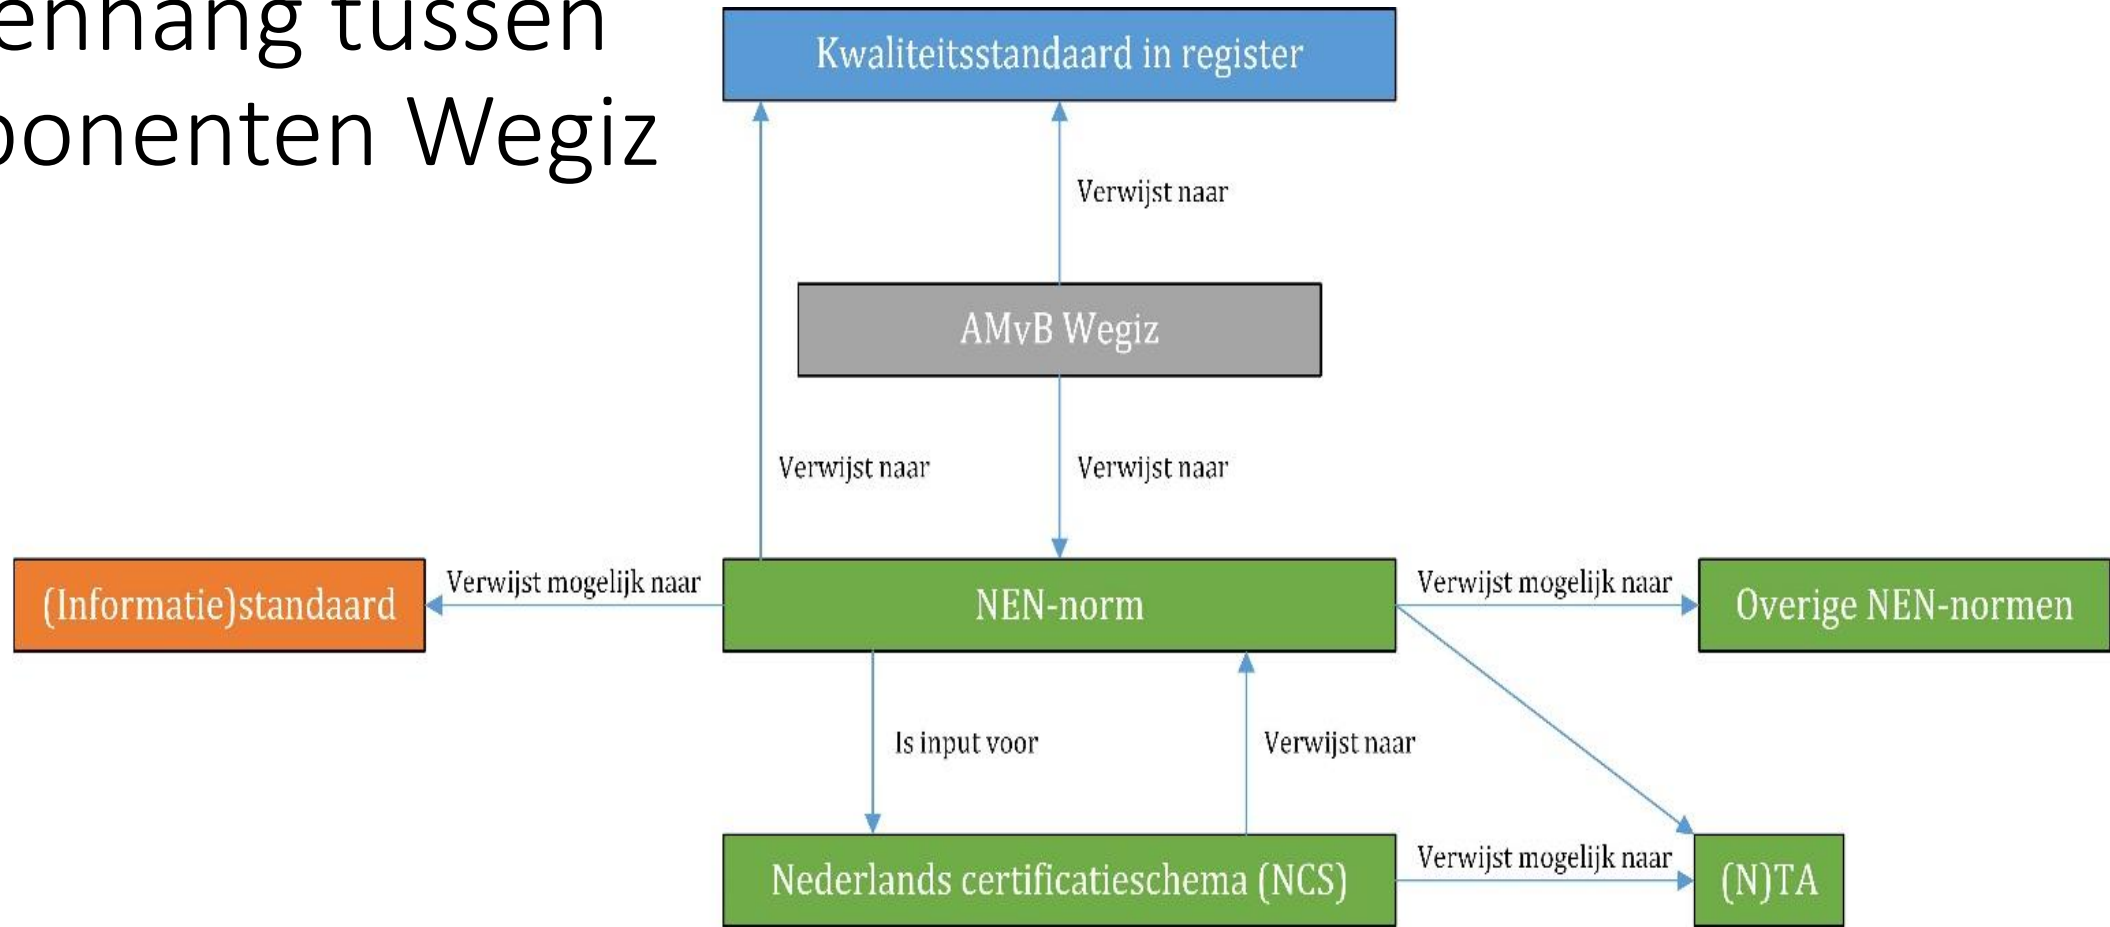 enhang tussen
ponenten Wegiz
Kwaliteitsstandaard in register
Verwijst naar
AMvB Wegiz
Verwijst naar
Verwijst naar
(Informatie)standaard
Verwijst mogelijk naar
NEN-norm
Verwijst mogelijk naar
Overige NEN-normen
Is input voor
Verwijst naar
Nederlands certificatieschema (NCS)
Verwijst mogelijk naar
(N)TA